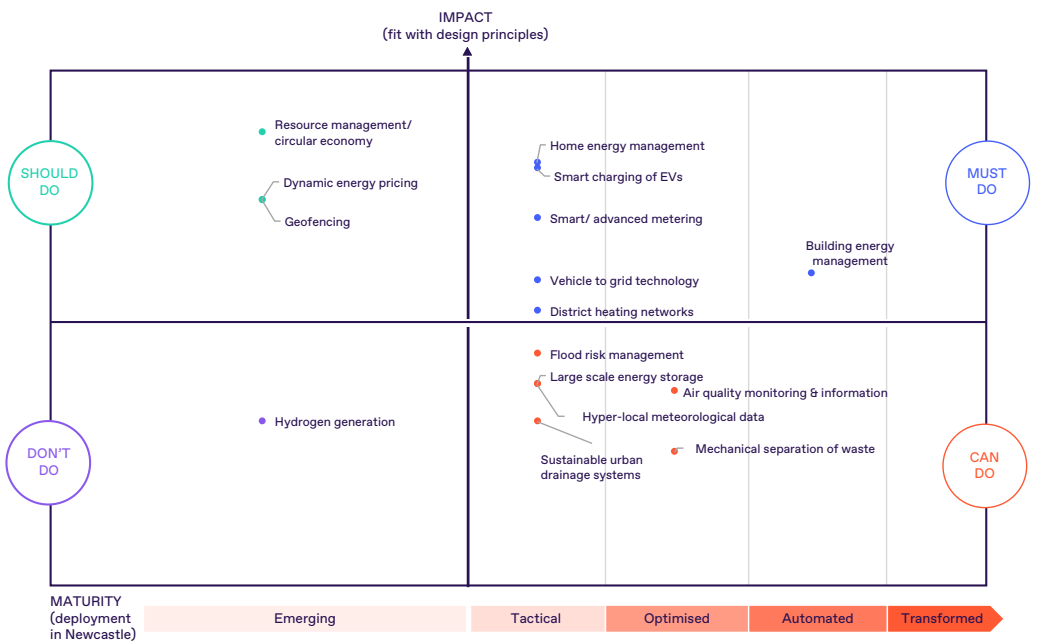 IMPACT
(fit with design principles)
SHOULD
DO
MUST
DO
Resource management/
circular economy
Dynamic energy pricing
Geofencing
Home energy management
Smart charging of EVs
Smart/ advanced metering
Building energy
management
Vehicle to grid technology
District heating networks
Flood risk management
Large scale energy storage
Air quality monitoring & information
Hyper-local meteorological data
Hydrogen generation
Mechanical separation of waste
Sustainable urban
drainage systems
DON'T
DO
CAN
DO
MATURITY
(deployment
in Newcastle)
Emerging
Tactical
Optimised
Automated
Transformed